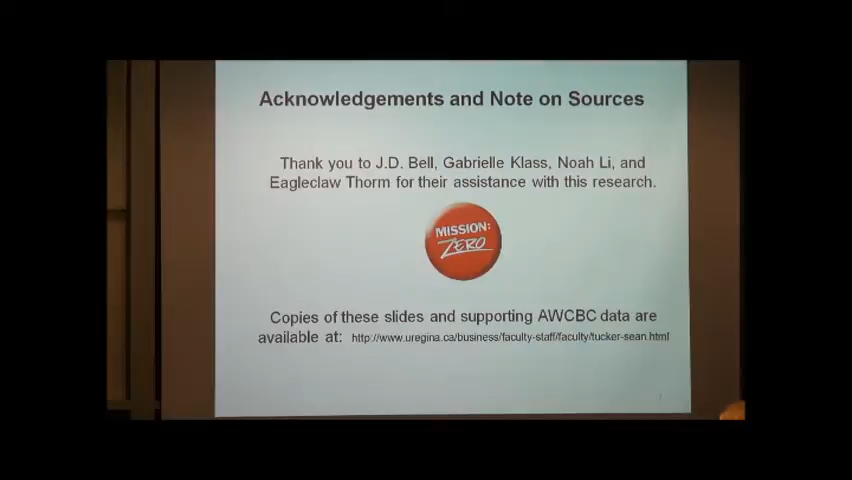 Acknowledgements and Note on Sources
Thank you to J.D. Bell, Gabrielle Klass, Noah Li, and
Eagleclaw Thorm for their assistance with this research.
MISSION:
ZERO
Copies of these slides and supporting AWCBC data are
available at: http://www.uregina.ca/business/faculty-staff/faculty/tucker-sean.html